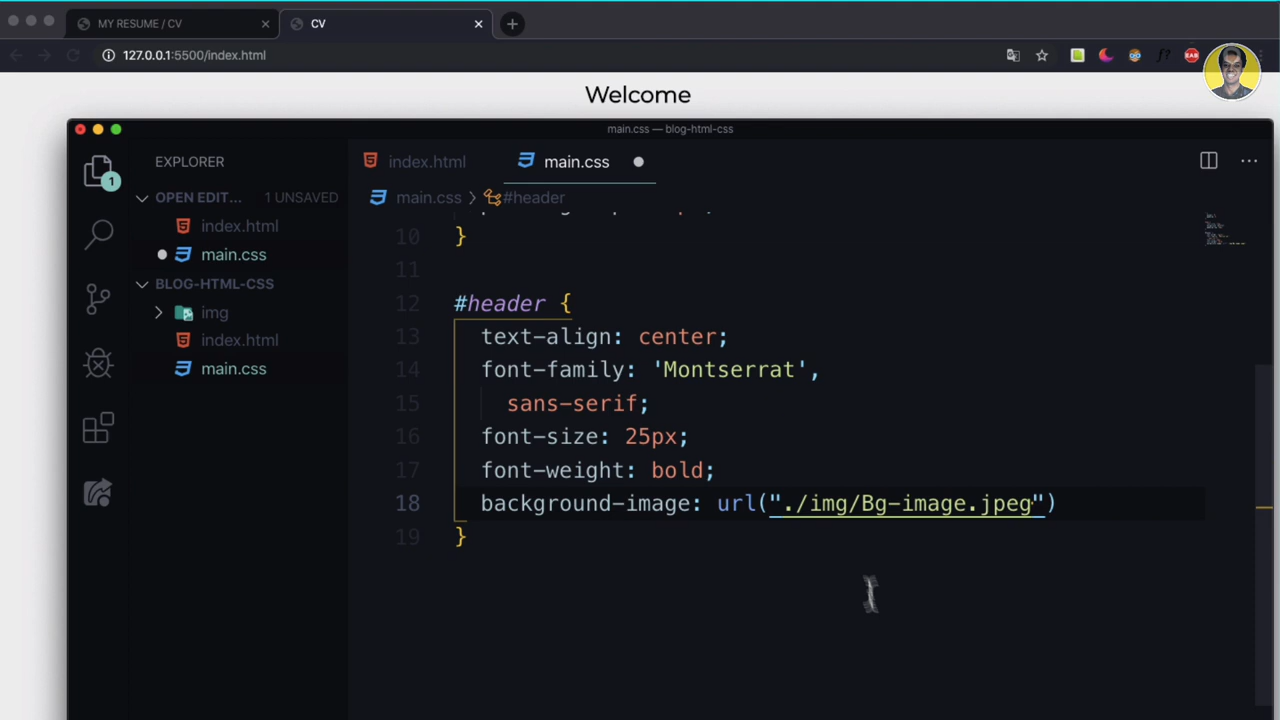 MY RESUME / CV
CV
127.0.0.1:5500/index.html
Welcome
main.css — blog-html-css
EXPLORER
index.html
main.css
OPEN EDIT... 1 UNSAVED
main.css > #header
index.html
main.css
BLOG-HTML-CSS
img
index.html
main.css
1
10 }
11
12 #header {
13 text-align: center;
14 font-family: 'Montserrat',
15 sans-serif;
16 font-size: 25px;
17 font-weight: bold;
18 background-image: url("./img/Bg-image.jpeg")
19 }